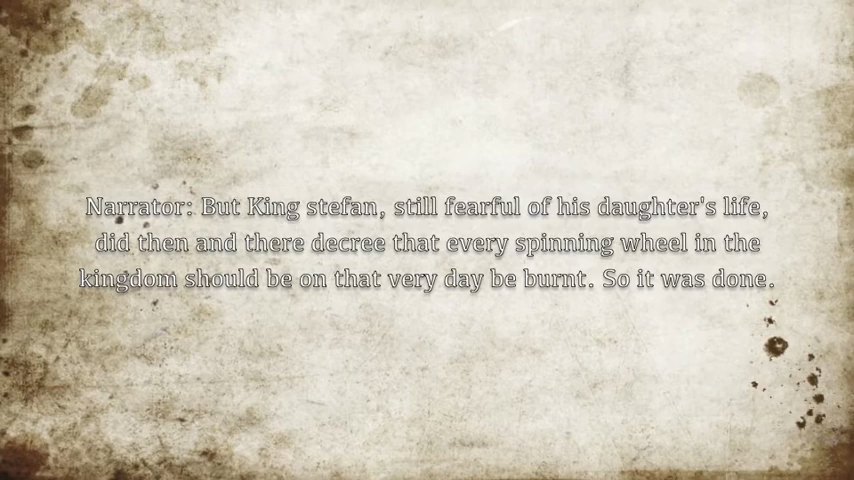 Narrator: But King stefan, still fearful of his daughter's life,
did then and there decree that every spinning wheel in the
kingdom should be on that very day be burnt. So it was done.